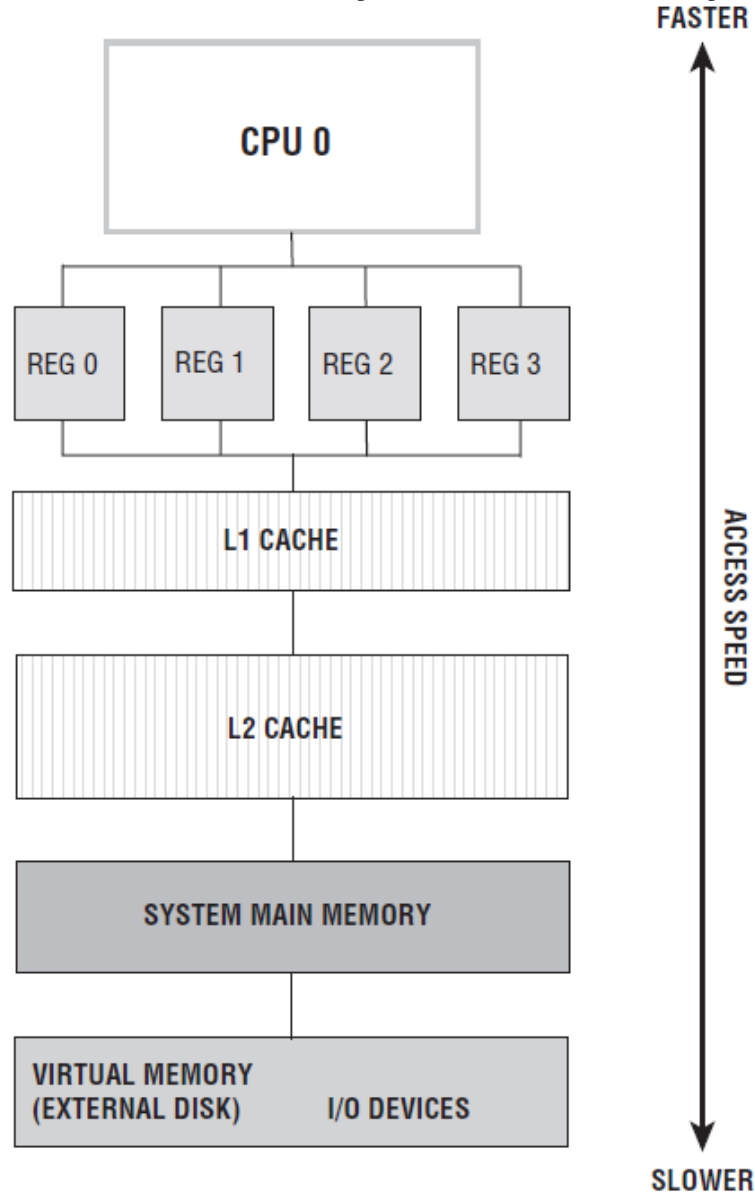 FASTER
CPU 0
REG 0
REG 1
REG 2
REG 3
L1 CACHE
ACCESS SPEED
L2 CACHE
SYSTEM MAIN MEMORY
VIRTUAL MEMORY
(EXTERNAL DISK)
I/O DEVICES
SLOWER